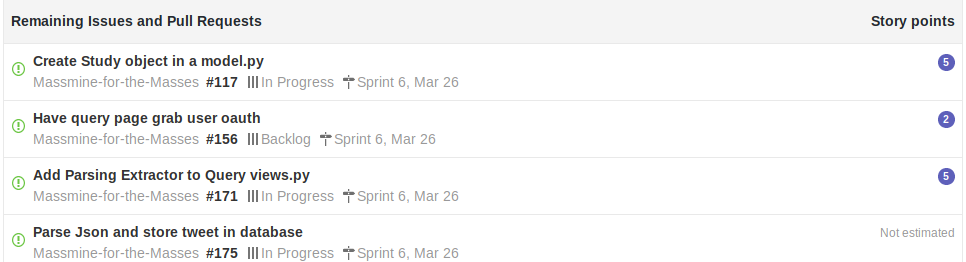 Remaining Issues and Pull Requests Story points
Create Study object in a model.py 5
Massmine-for-the-Masses #117 In Progress Sprint 6, Mar 26
Have query page grab user oauth 2
Massmine-for-the-Masses #156 Backlog Sprint 6, Mar 26
Add Parsing Extractor to Query views.py 5
Massmine-for-the-Masses #171 In Progress Sprint 6, Mar 26
Parse Json and store tweet in database Not estimated
Massmine-for-the-Masses #175 In Progress Sprint 6, Mar 26